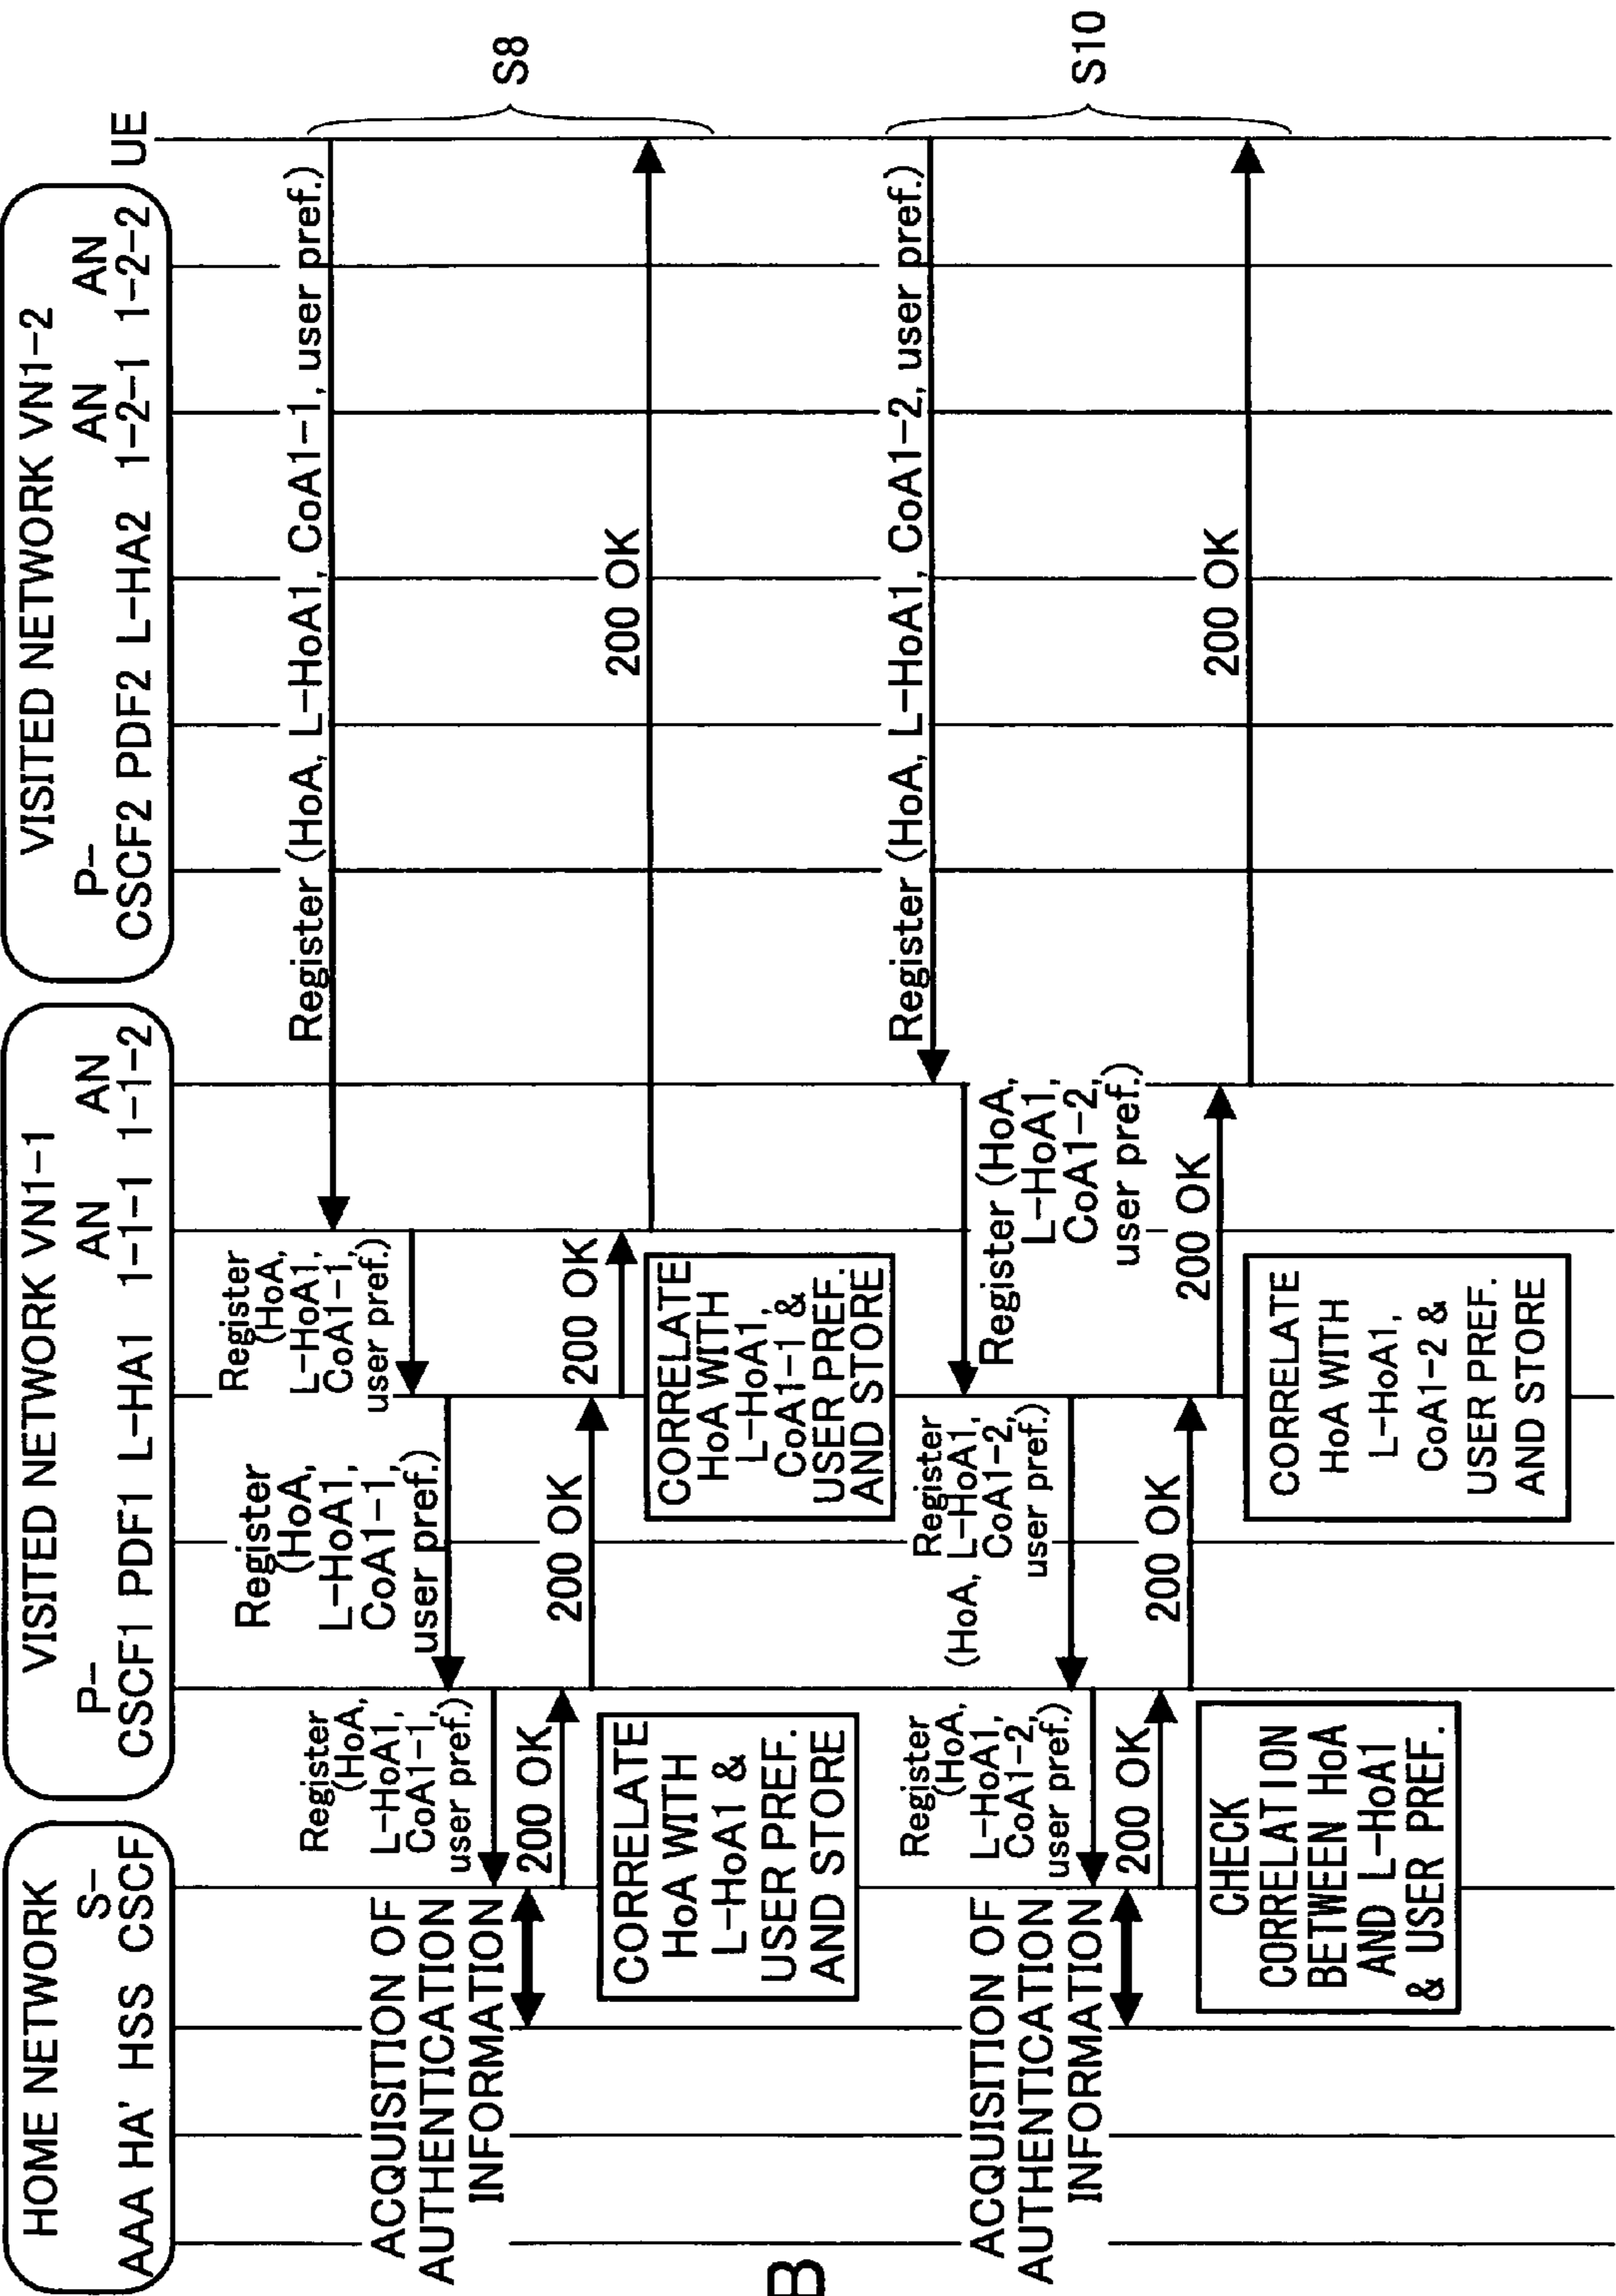 HOME NETWORK
S-
AAA HA' HSS CSCF
VISITED NETWORK VN1-1
P-
AN
AN
CSCF1 PDF1 L-HA1 1-1-1 1-1-2
VISITED NETWORK VN1-2
P-
AN
AN
CSCF2 PDF2 L-HA2 1-2-1 1-2-2
UE
Register (HoA, L-HoA1, CoA1-1, user pref.)
S8
Register
(HoA,
L-HoA1,
CoA1-1,
user pref.)
Register
(HoA,
L-HoA1,
CoA1-1,
user pref.)
Register
(HoA,
L-HoA1,
CoA1-1,
user pref.)
ACQUISITION OF
AUTHENTICATION
INFORMATION
200 OK
200 OK
200 OK
200 OK
CORRELATE
HoA WITH
L-HoA1 &
USER PREF.
AND STORE
CORRELATE
HoA WITH
L-HoA1,
CoA1-1 &
USER PREF.
AND STORE
B
Register (HoA, L-HoA1, CoA1-2, user pref.)
S10
Register (HoA,
L-HoA1,
CoA1-2,
user pref.)
Register
(HoA, L-HoA1,
CoA1-2,
user pref.)
Register
(HoA,
L-HoA1,
CoA1-2,
user pref.)
ACQUISITION OF
AUTHENTICATION
INFORMATION
200 OK
200 OK
200 OK
200 OK
CHECK
CORRELATION
BETWEEN HoA
AND L-HoA1
& USER PREF.
CORRELATE
HoA WITH
L-HoA1,
CoA1-2 &
USER PREF.
AND STORE